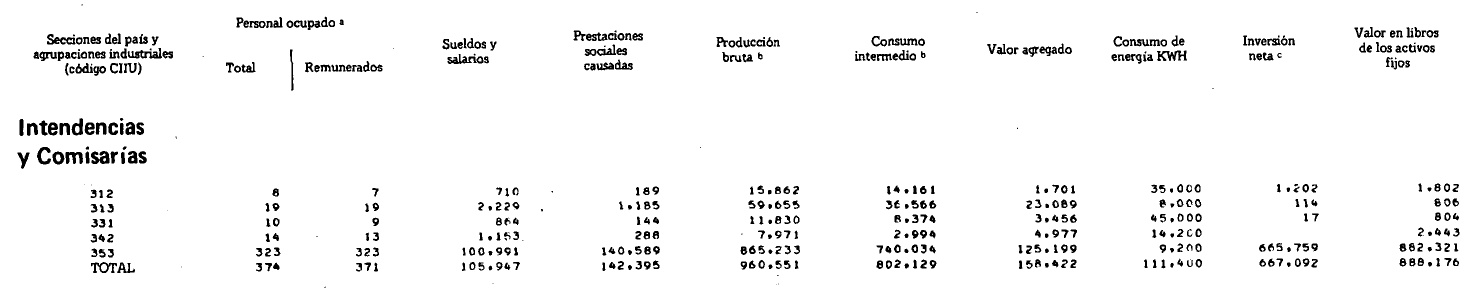 Secciones del país y agrupaciones industriales (código CIIU) Personal ocupado a Total Remunerados Sueldos y salarios Prestaciones sociales causadas Producción bruta b Consumo intermedio b Valor agregado Consumo de energía KWH Inversión neta c Valor en libros de los activos fijos
Intendencias
y Comisarías
312 8 7 710 189 15.862 14.161 1.701 35.000 1.202 1.802
313 19 19 2.229 1.185 59.655 36.566 23.089 8.000 114 806
331 10 9 864 144 11.830 8.374 3.456 45.000 17 804
342 14 13 1.153 288 7.971 2.994 4.977 14.200 2.443
353 323 323 100.991 140.589 865.233 740.034 125.199 9.200 665.759 882.321
TOTAL 374 371 105.947 142.395 960.551 802.129 158.422 111.400 667.092 888.176